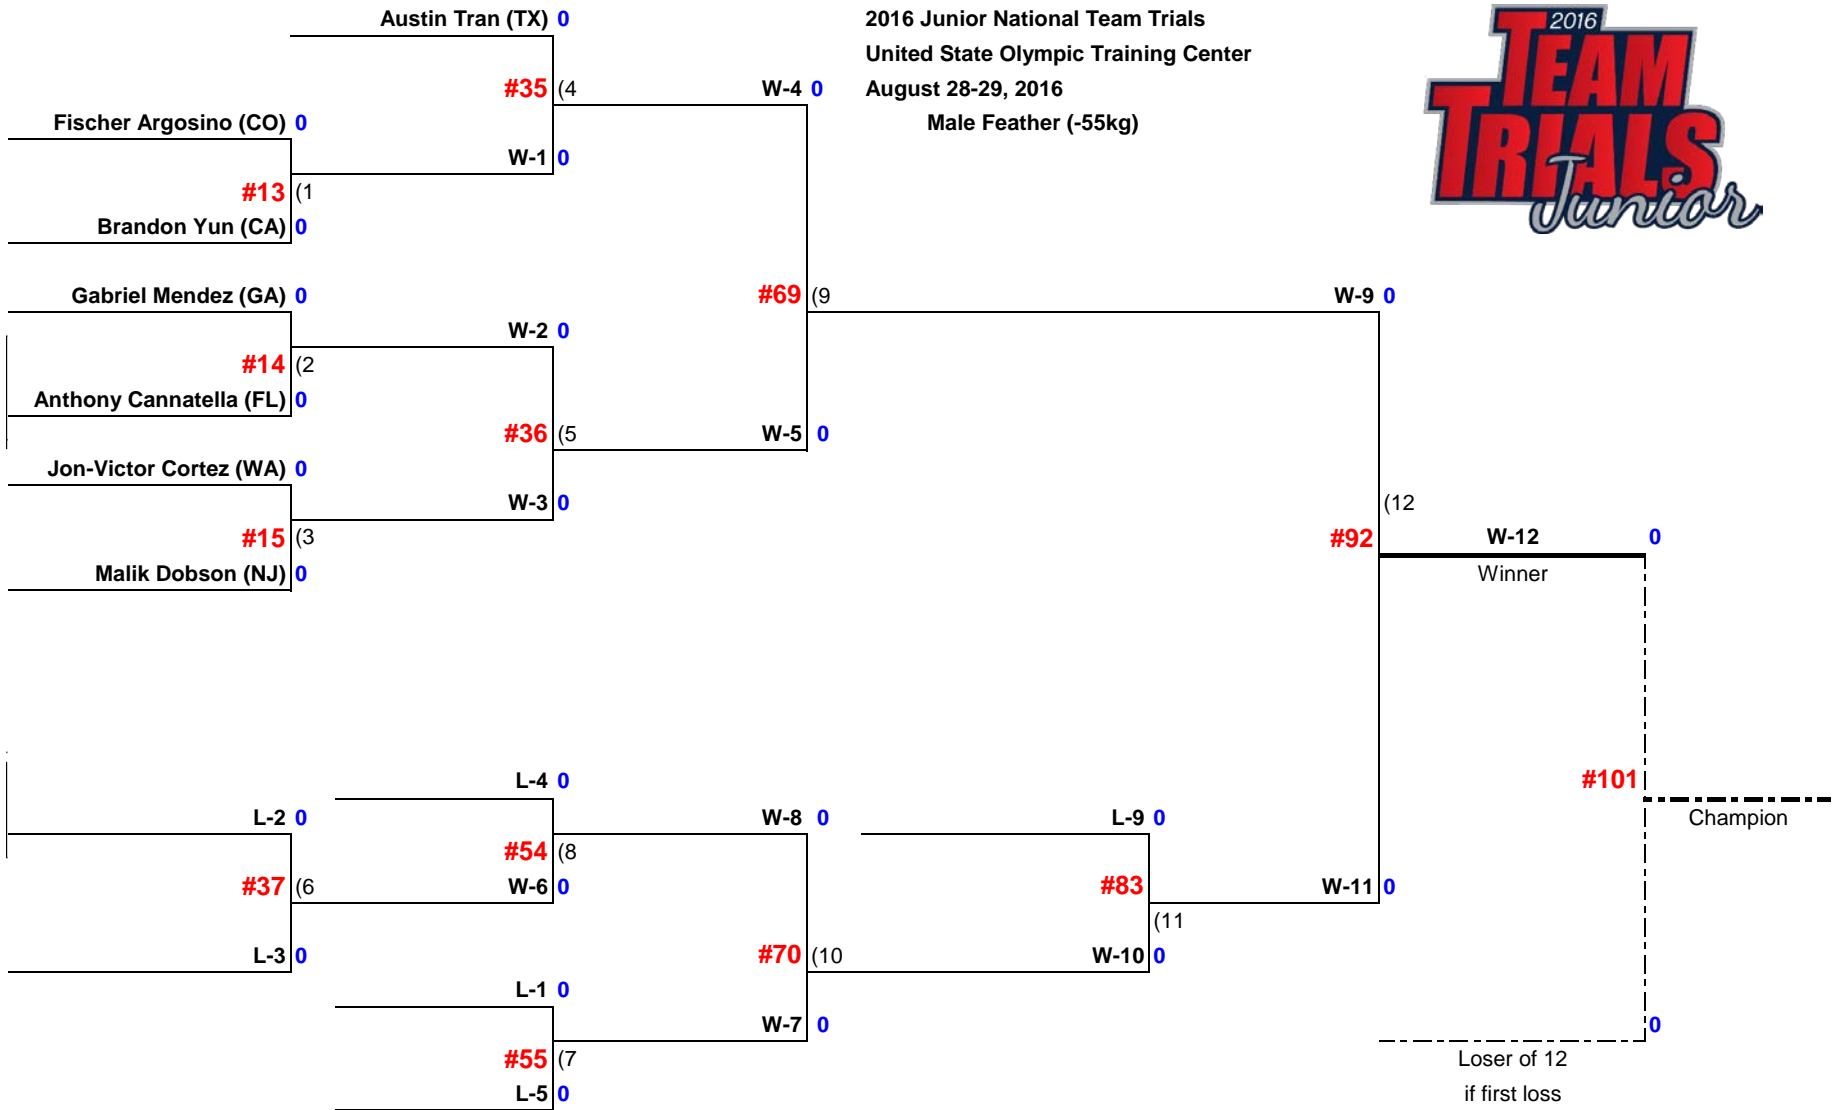 Austin Tran (TX) 0
2016 Junior National Team Trials
2016
TEAM
TRIALS
Junior
United State Olympic Training Center
#35 (4
W-4 0
August 28-29, 2016
Fischer Argosino (CO) 0
Male Feather (-55kg)
W-1 0
#13 (1
Brandon Yun (CA) 0
Gabriel Mendez (GA) 0
#69 (9
W-9 0
W-2 0
#14 (2
Anthony Cannatella (FL) 0
#36 (5
W-5 0
Jon-Victor Cortez (WA) 0
W-3 0
(12
#15 (3
#92
W-12 0
Malik Dobson (NJ) 0
Winner
L-4 0
#101
L-2 0
W-8 0
L-9 0
Champion
#54 (8
#37 (6
W-6 0
#83
W-11 0
(11
L-3 0
#70 (10
W-10 0
L-1 0
W-7 0
0
#55 (7
Loser of 12
L-5 0
if first loss